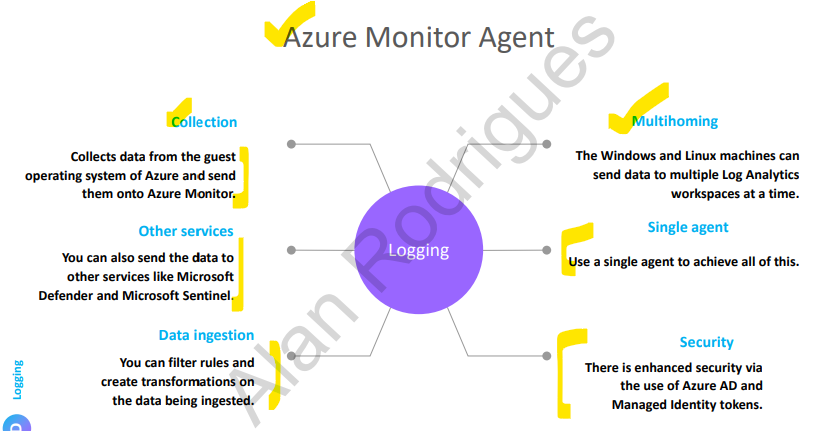 Azure Monitor Agent
Collection
Collects data from the guest
operating system of Azure and send
them onto Azure Monitor.
Other services
You can also send the data to
other services like Microsoft
Defender and Microsoft Sentinel.
Data ingestion
You can filter rules and
create transformations on
the data being ingested.
Logging
Multihoming
The Windows and Linux machines can
send data to multiple Log Analytics
workspaces at a time.
Single agent
Use a single agent to achieve all of this.
Security
There is enhanced security via
the use of Azure AD and
Managed Identity tokens.
Logging
Alan Rodrigues